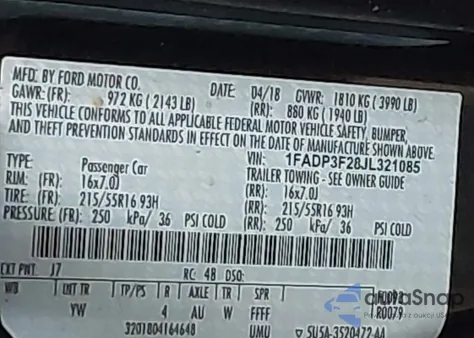 MFD. BY FORD MOTOR CO.
DATE: 04/18 GVWR: 1810 KG ( 3990 LB)
GAWR: (FR): 972 KG ( 2143 LB) (RR): 880 KG ( 1940 LB)
THIS VEHICLE CONFORMS TO ALL APPLICABLE FEDERAL MOTOR VEHICLE SAFETY, BUMPER,
AND THEFT PREVENTION STANDARDS IN EFFECT ON THE DATE OF MANUFACTURE SHOWN ABOVE.
VIN: 1FADP3F28JL321085
TYPE: Passenger Car TRAILER TOWING - SEE OWNER GUIDE
RIM: (FR): 16x7.0J (RR): 16x7.0J
TIRE: (FR): 215/55R16 93H (RR): 215/55R16 93H
PRESSURE: (FR): 250 kPa/ 36 PSI COLD (RR): 250 kPa/ 36 PSI COLD
EXT PNT: J7 RC: 48 DSO:
WB INT TR TP/PS R AXLE TR SPR
YW 4 AU W FFFF R0079
3201804164648 UMU 5U5A-3520472-AA